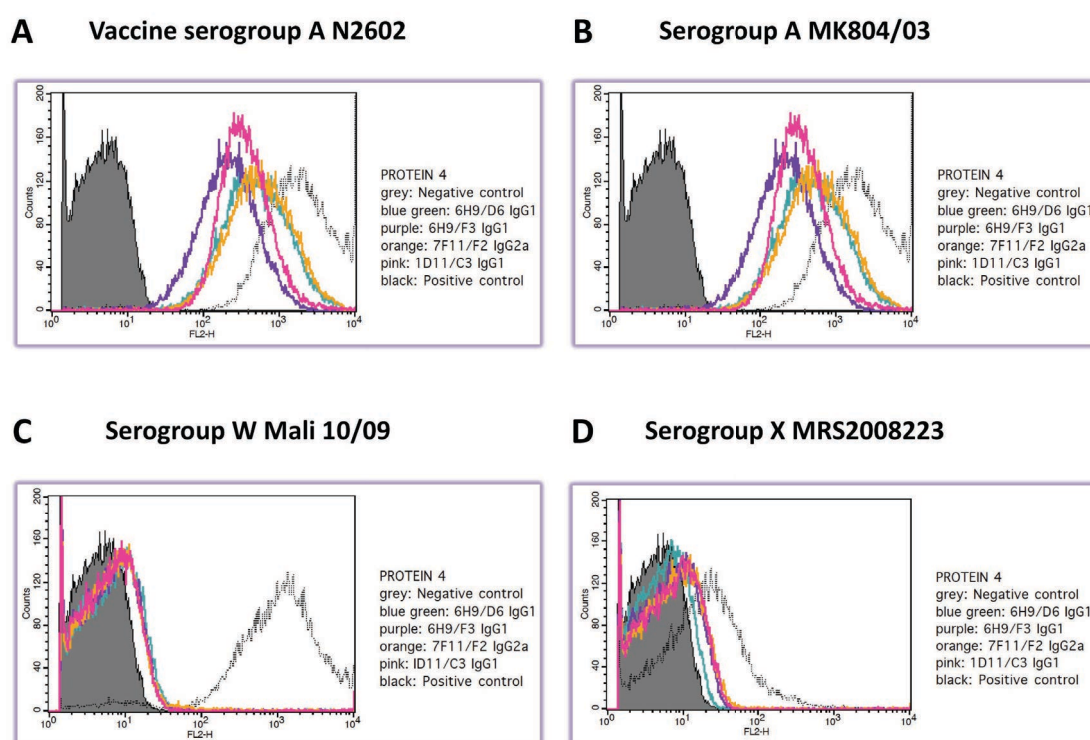 A Vaccine serogroup A N2602
200
160
120
80
40
0
Counts
10⁰ 10¹ 10² 10³ 10⁴
FL2-H
PROTEIN 4
grey: Negative control
blue green: 6H9/D6 IgG1
purple: 6H9/F3 IgG1
orange: 7F11/F2 IgG2a
pink: 1D11/C3 IgG1
black: Positive control
B Serogroup A MK804/03
200
160
120
80
40
0
Counts
10⁰ 10¹ 10² 10³ 10⁴
FL2-H
PROTEIN 4
grey: Negative control
blue green: 6H9/D6 IgG1
purple: 6H9/F3 IgG1
orange: 7F11/F2 IgG2a
pink: 1D11/C3 IgG1
black: Positive control
C Serogroup W Mali 10/09
200
160
120
80
40
0
Counts
10⁰ 10¹ 10² 10³ 10⁴
FL2-H
PROTEIN 4
grey: Negative control
blue green: 6H9/D6 IgG1
purple: 6H9/F3 IgG1
orange: 7F11/F2 IgG2a
pink: ID11/C3 IgG1
black: Positive control
D Serogroup X MRS2008223
200
160
120
80
40
0
Counts
10⁰ 10¹ 10² 10³ 10⁴
FL2-H
PROTEIN 4
grey: Negative control
blue green: 6H9/D6 IgG1
purple: 6H9/F3 IgG1
orange: 7F11/F2 IgG2a
pink: 1D11/C3 IgG1
black: Positive control